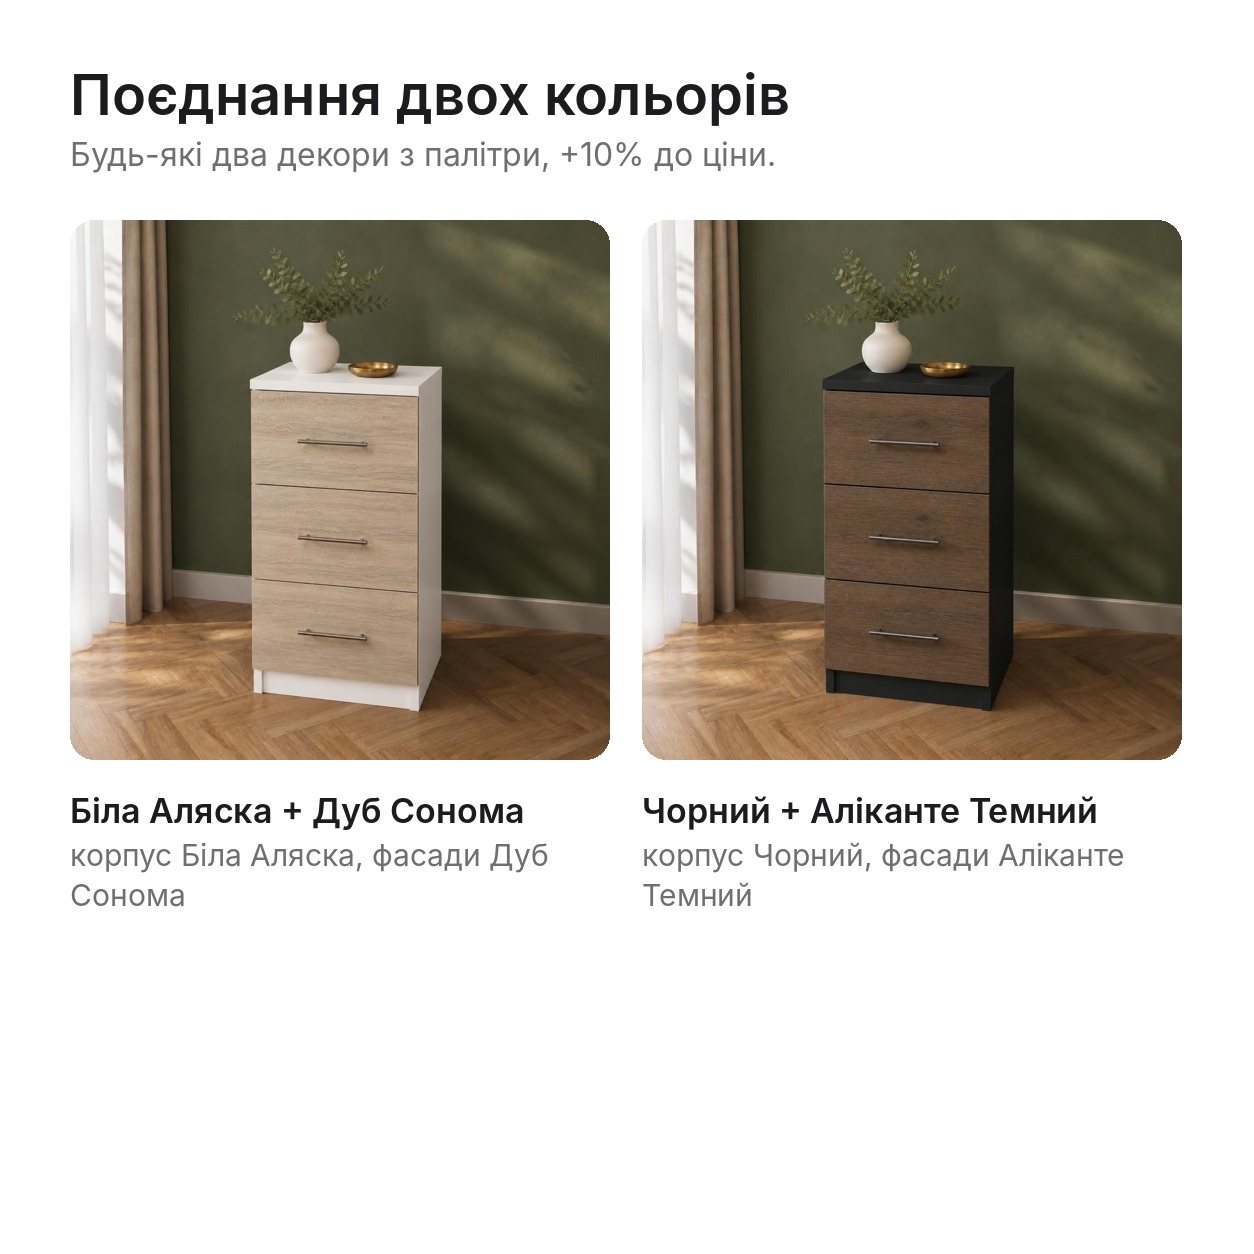 Поєднання двох кольорів
Будь-які два декори з палітри, +10% до ціни.
Біла Аляска + Дуб Сонома
корпус Біла Аляска, фасади Дуб
Сонома
Чорний + Аліканте Темний
корпус Чорний, фасади Аліканте
Темний